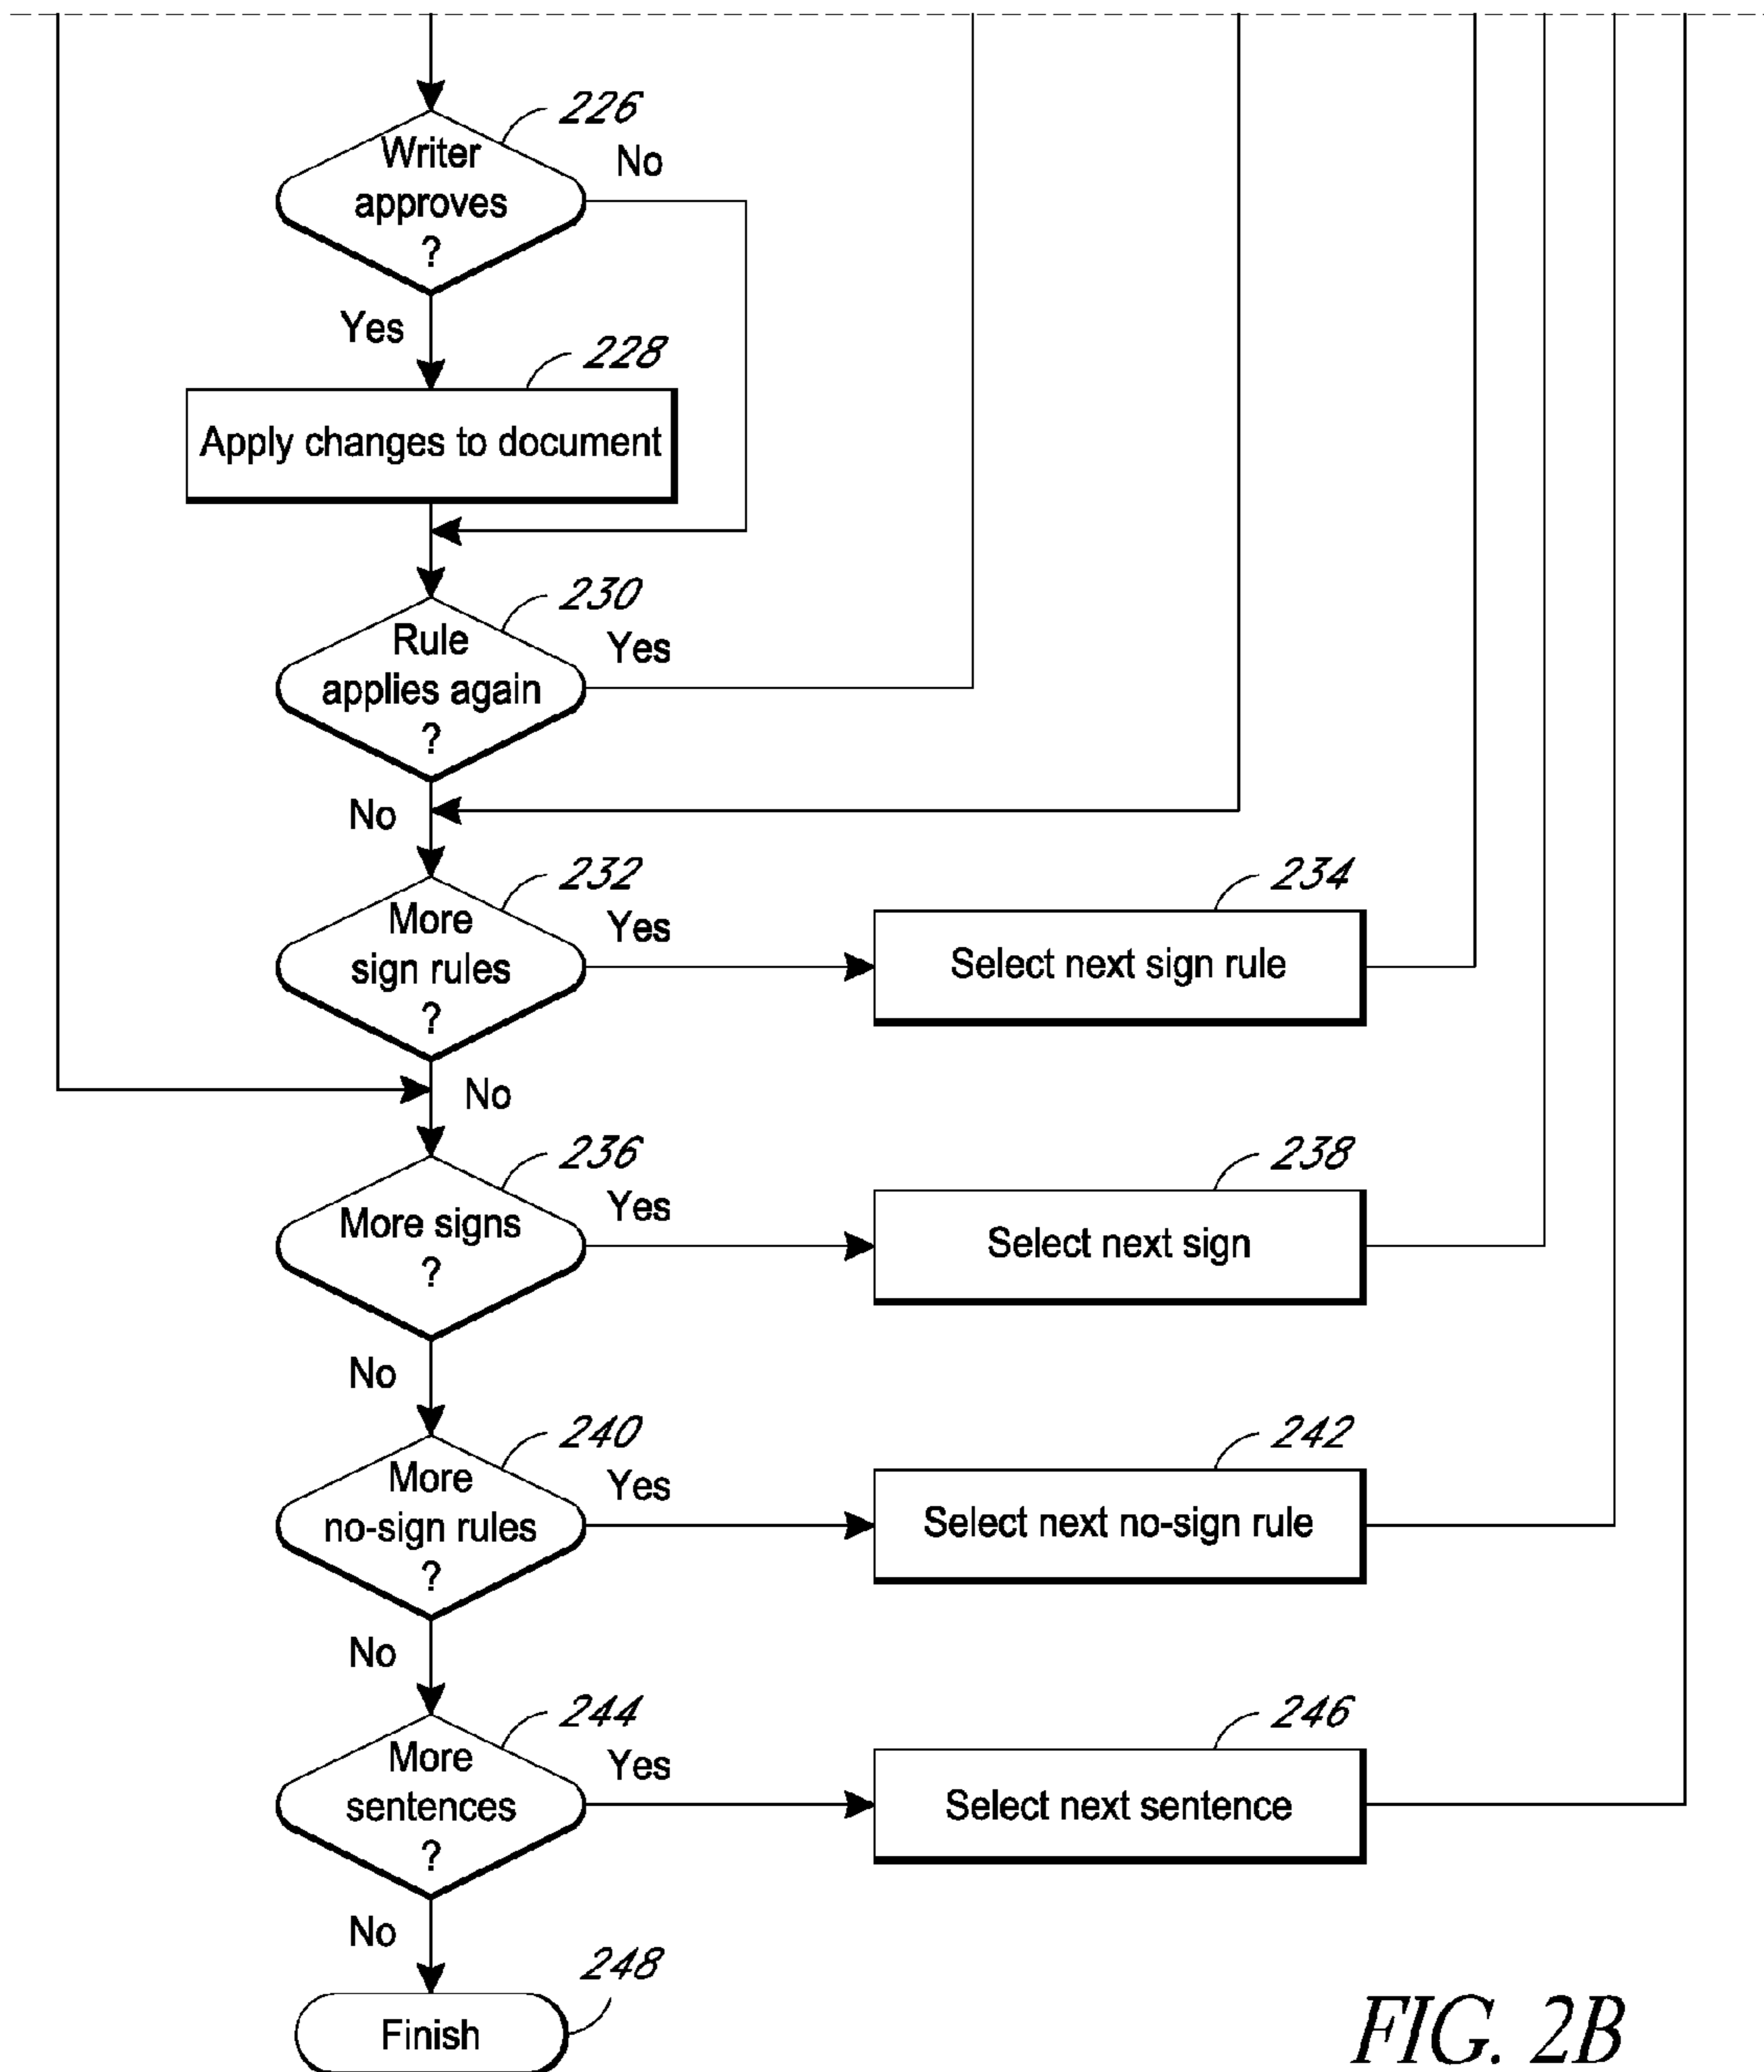 226
Writer
approves
?
No
Yes
228
Apply changes to document
230
Rule
applies again
?
Yes
No
232
More
sign rules
?
Yes
234
Select next sign rule
No
236
More signs
?
Yes
238
Select next sign
No
240
More
no-sign rules
?
Yes
242
Select next no-sign rule
No
244
More
sentences
?
Yes
246
Select next sentence
No
248
Finish
FIG. 2B